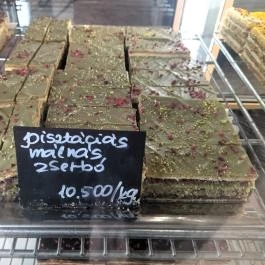 pisztáciás
málnás,
zserbó
10.500/kg